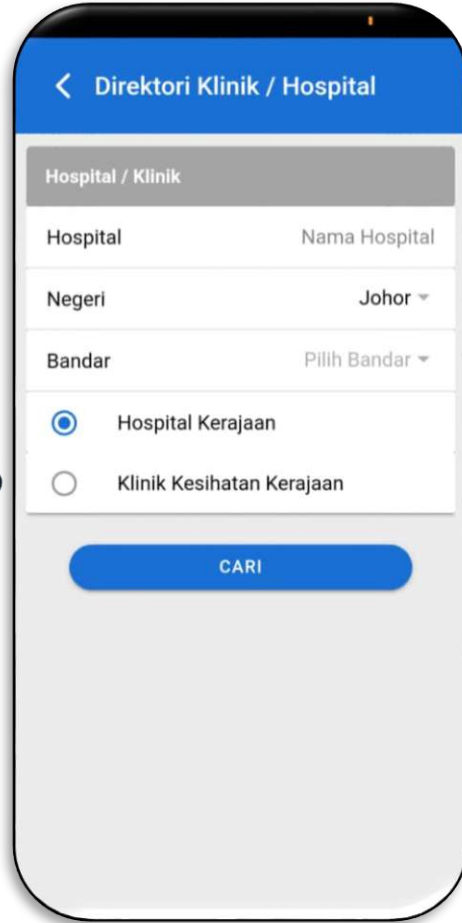 Direktori Klinik / Hospital
Hospital / Klinik
Hospital Nama Hospital
Negeri Johor
Bandar Pilih Bandar
Hospital Kerajaan
Klinik Kesihatan Kerajaan
CARI